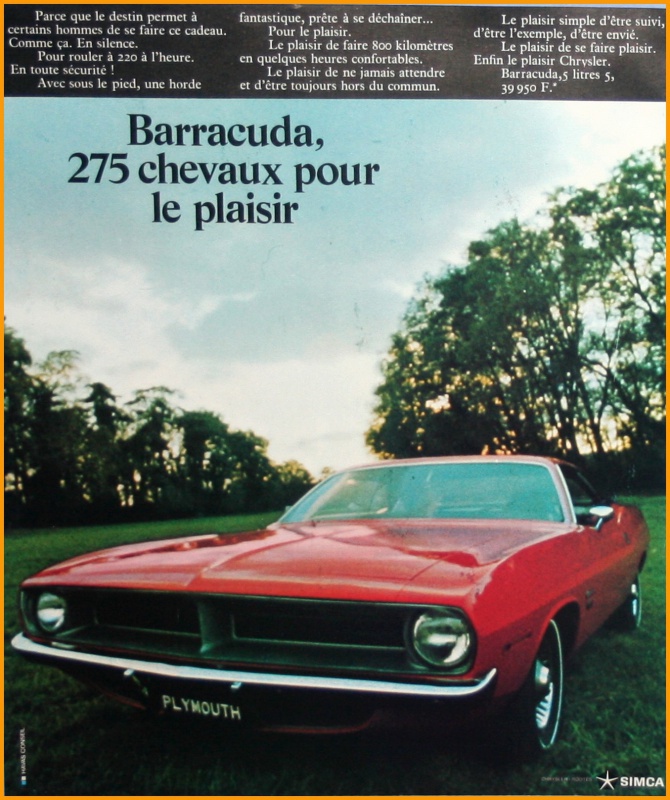 Parce que le destin permet à
certains hommes de se faire ce cadeau.
Comme ça. En silence.
Pour rouler à 220 à l'heure.
En toute sécurité !
Avec sous le pied, une horde
fantastique, prête à se déchaîner...
Pour le plaisir.
Le plaisir de faire 800 kilomètres
en quelques heures confortables.
Le plaisir de ne jamais attendre
et d'être toujours hors du commun.
Le plaisir simple d'être suivi,
d'être l'exemple, d'être envié.
Le plaisir de se faire plaisir.
Enfin le plaisir Chrysler.
Barracuda, 5 litres 5,
39 950 F.*
Barracuda,
275 chevaux pour
le plaisir
PLYMOUTH
HAVAS CONSEIL
SIMCA